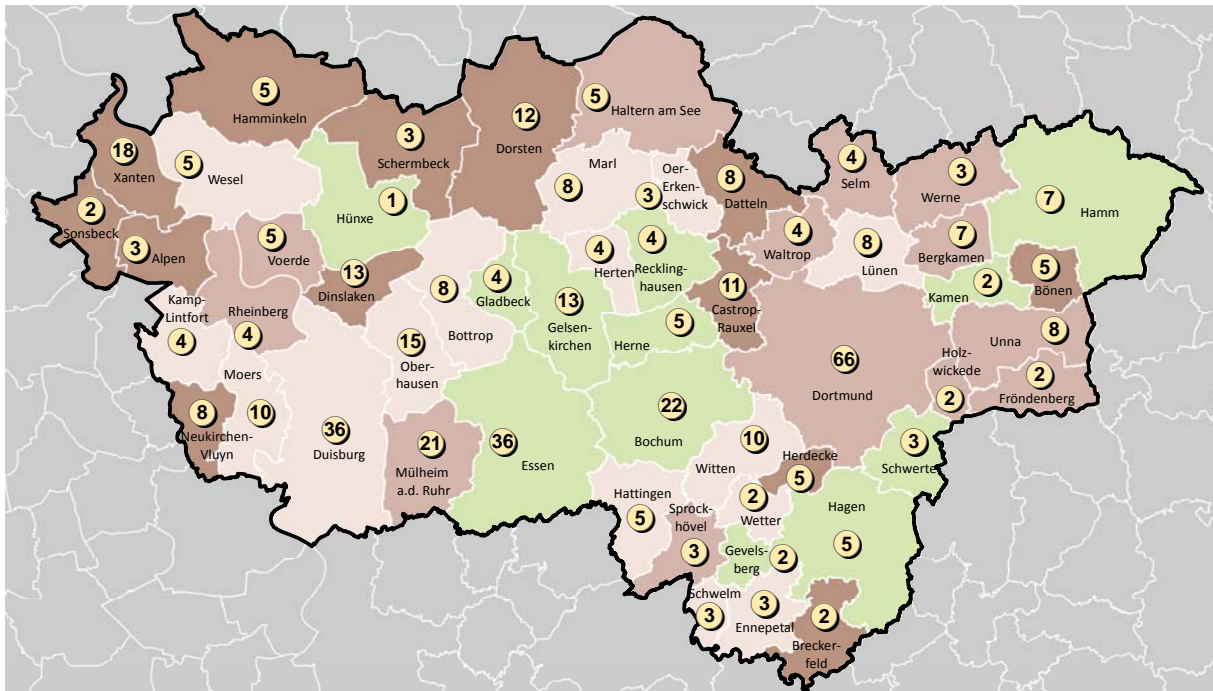 5
Hamminkeln
12
Dorsten
5
Haltern am See
3
Schermbeck
18
Xanten
5
Wesel
Marl
8
Oer-
Erken-
schwick
3
8
Datteln
4
Selm
3
Werne
7
Hamm
2
Sonsbeck
3
Alpen
5
Voerde
1
Hünxe
13
Dinslaken
8
Bottrop
4
Gladbeck
13
Gelsen-
kirchen
4
Herten
4
Reckling-
hausen
4
Waltrop
8
Lünen
7
Bergkamen
2
Kamen
5
Bönen
11
Castrop-
Rauxel
5
Herne
Kamp-
Lintfort
4
Rheinberg
4
Moers
10
15
Ober-
hausen
8
Neukirchen-
Vluyn
36
Duisburg
21
Mülheim
a.d. Ruhr
36
Essen
22
Bochum
66
Dortmund
Holz-
wickede
2
8
Unna
2
Fröndenberg
3
Schwerte
10
Witten
Herdecke
5
2
Wetter
Hattingen
5
Sprock-
hövel
3
Gevels-
berg
2
Hagen
5
Schwelm
3
3
Ennepetal
2
Brecker-
feld